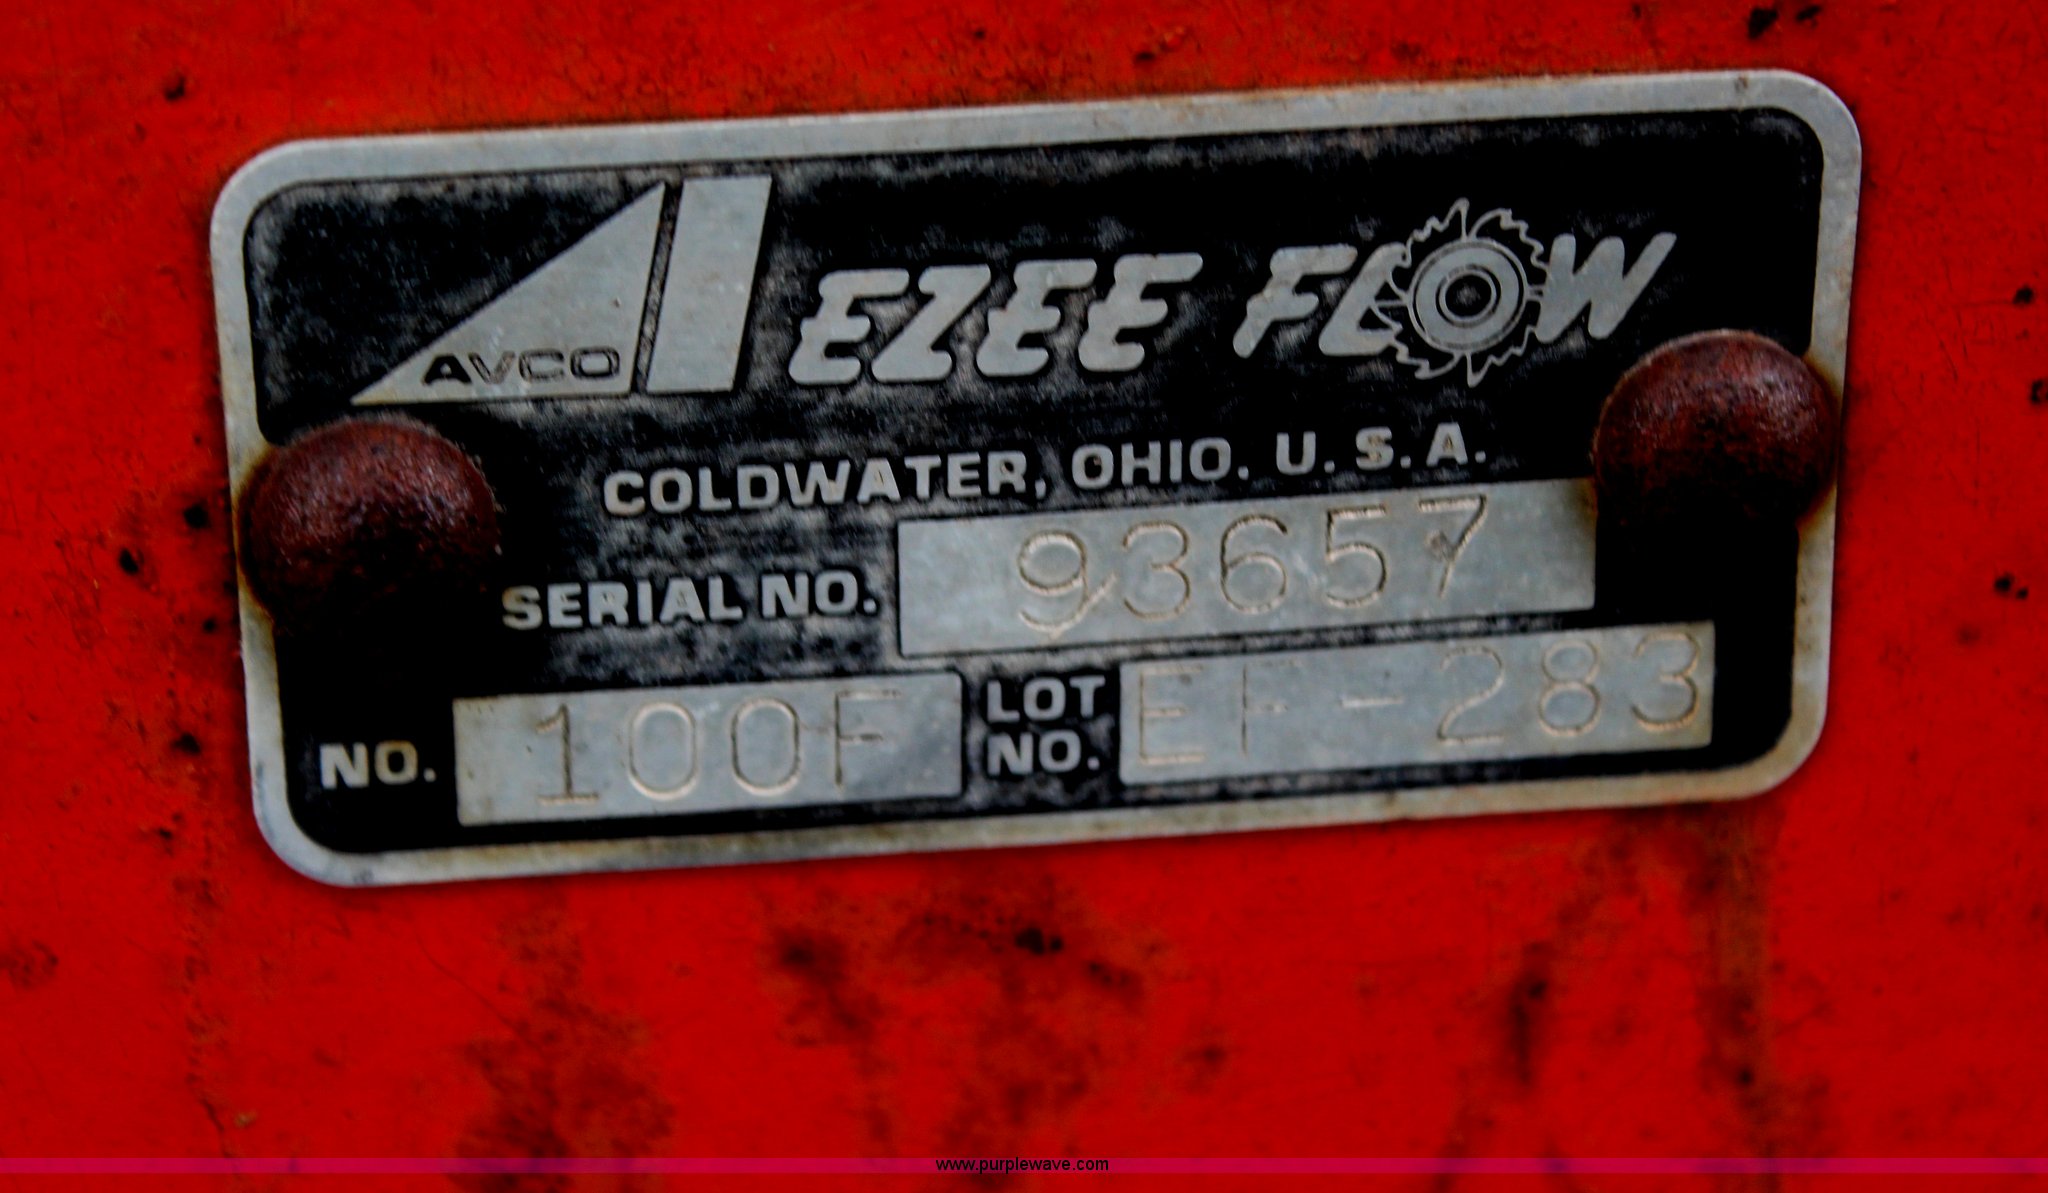 AVCO EZEE FLOW
COLDWATER, OHIO. U.S.A.
SERIAL NO. 93657
NO. 100F LOT NO. EF-283
www.purplewave.com